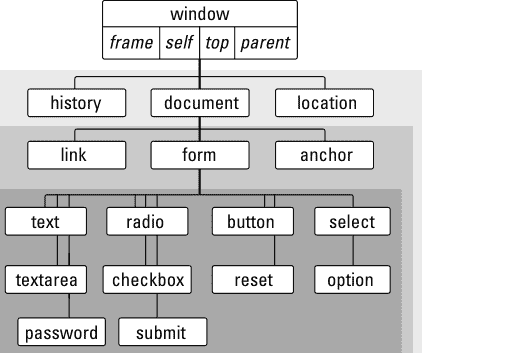 window
frame self top parent
history document location
link form anchor
text radio button select
textarea checkbox reset option
password submit